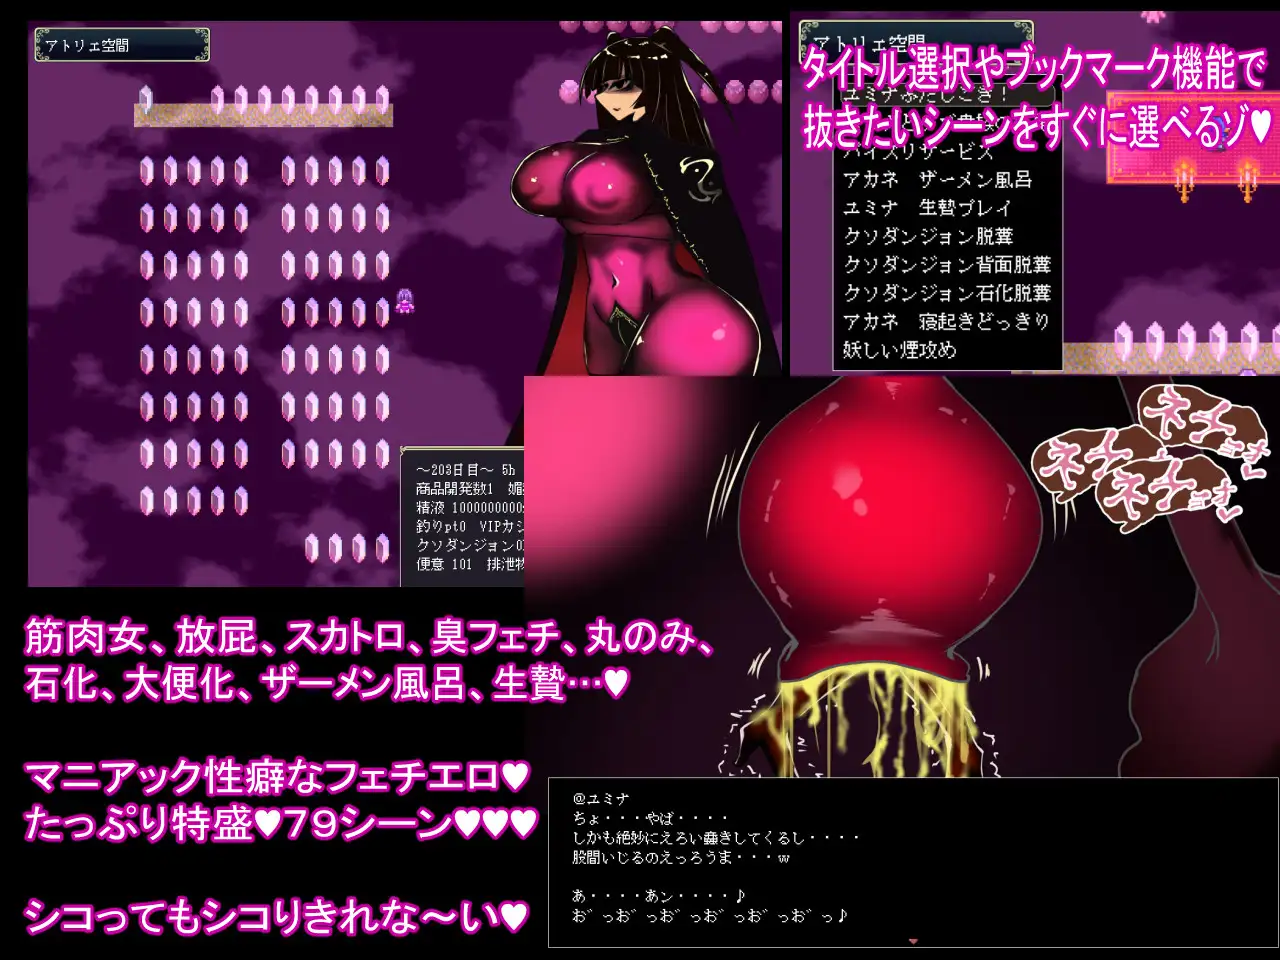 アトリエ空間
～203日目～ 5h
商品開発数1
精液 1000000000
釣りpt0 VIPカジ
クソダンジョン
便意 101 排泄物
アトリエ空間
タイトル選択やブックマーク機能で
抜きたいシーンをすぐに選べるゾ♥
パイズリサービス
アカネ ザーメン風呂
ユミナ 生贄プレイ
クソダンジョン脱糞
クソダンジョン背面脱糞
クソダンジョン石化脱糞
アカネ 寝起きどっきり
妖しい煙攻め
筋肉女、放屁、スカトロ、臭フェチ、丸のみ、
石化、大便化、ザーメン風呂、生贄…♥
マニアック性癖なフェチエロ♥
たっぷり特盛♥79シーン♥♥♥
シコってもシコりきれな～い♥
@ユミナ
ちょ・・・やば・・・・
しかも絶妙にえろい蠢きしてくるし・・・・
股間いじるのえっろうま・・・w
あ・・・・あン・・・・♪
お゛っお゛っお゛っお゛っお゛っお゛っ♪